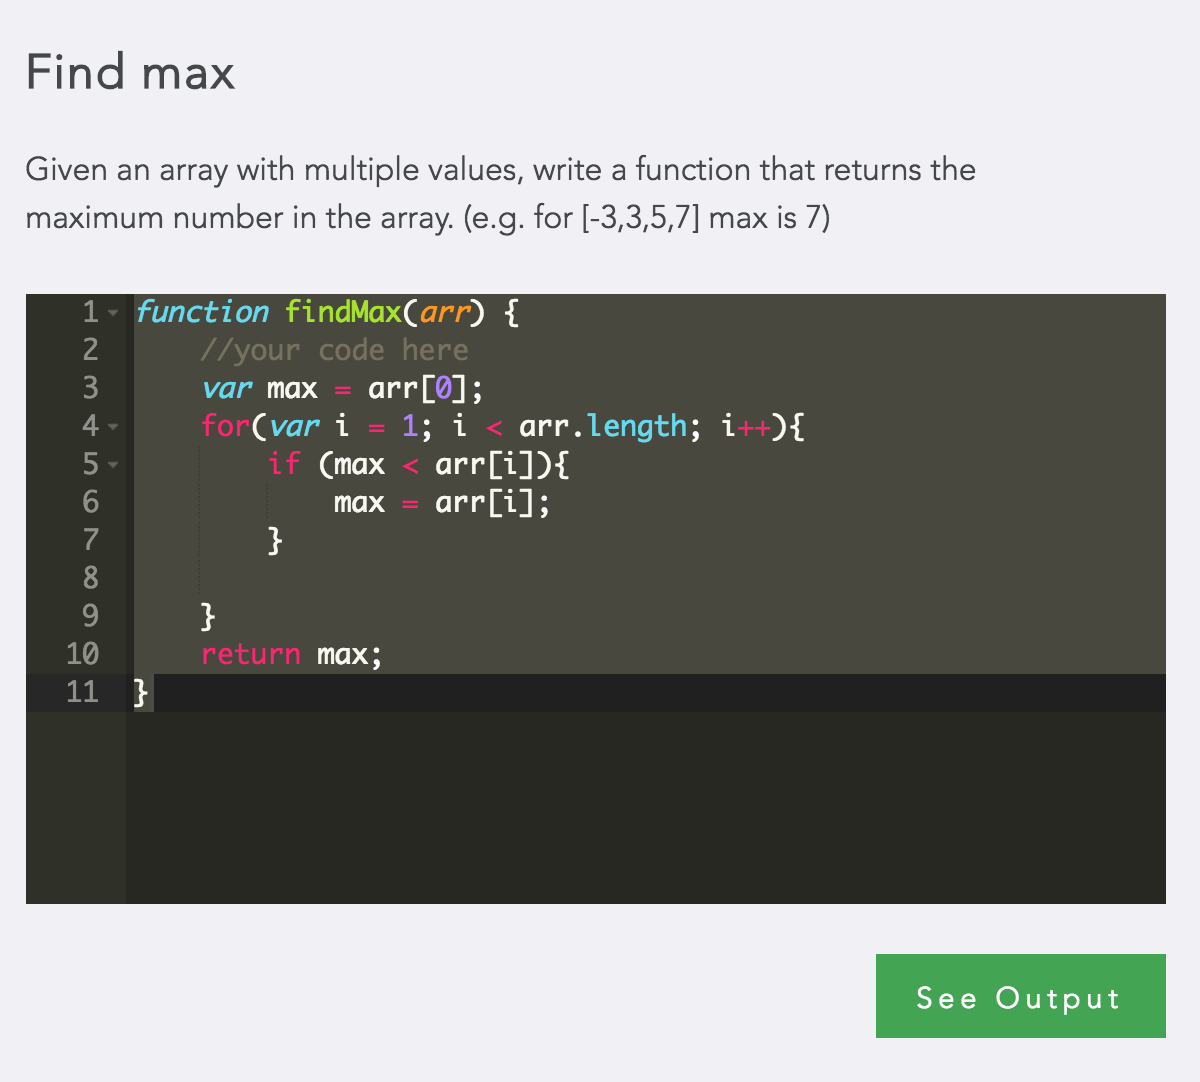 Find max
Given an array with multiple values, write a function that returns the
maximum number in the array. (e.g. for [-3,3,5,7] max is 7)
1 function findMax(arr) {
2     //your code here
3     var max = arr[0];
4     for(var i = 1; i < arr.length; i++){
5         if (max < arr[i]){
6             max = arr[i];
7         }
8
9     }
10     return max;
11 }
See Output